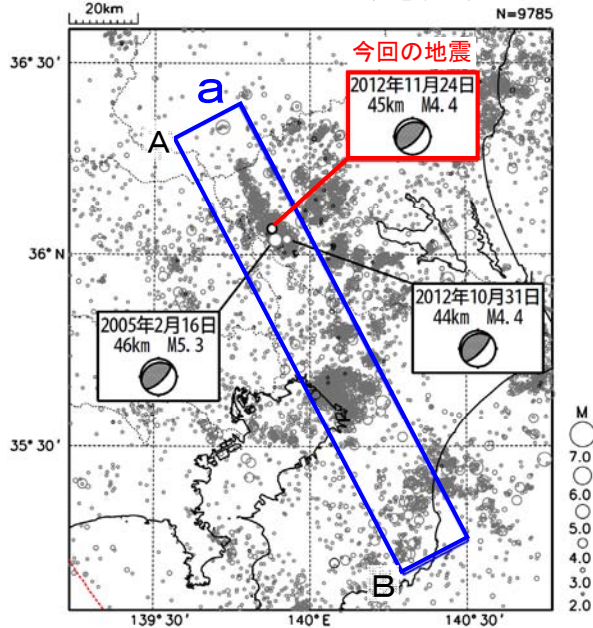 20km
N=9785
36°30'
今回の地震
2012年11月24日
45km M4.4
a
A
36°N
2005年2月16日
46km M5.3
2012年10月31日
44km M4.4
35°30'
M
7.0
6.0
5.0
4.0
3.0
2.0
B
139°30'
140°E
140°30'